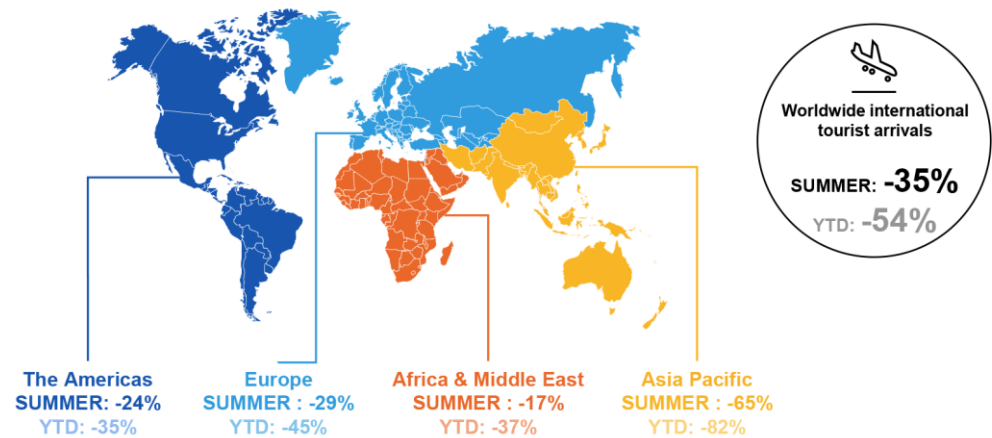 Worldwide international
tourist arrivals
SUMMER: -35%
YTD: -54%
The Americas
SUMMER: -24%
YTD: -35%
Europe
SUMMER : -29%
YTD: -45%
Africa & Middle East
SUMMER : -17%
YTD: -37%
Asia Pacific
SUMMER : -65%
YTD: -82%